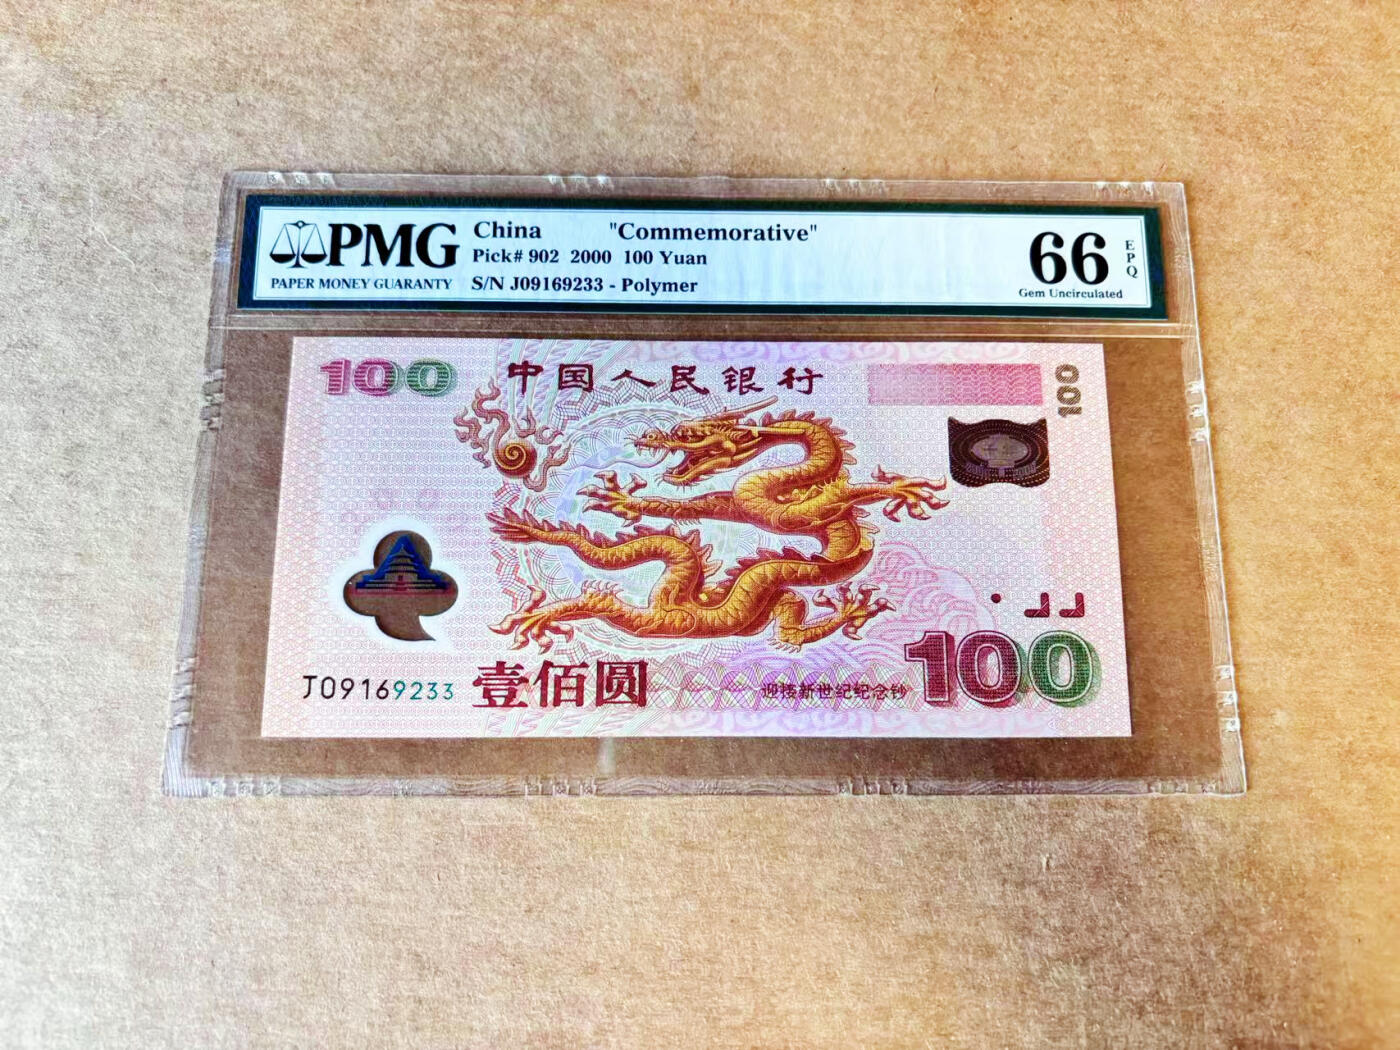 PMG
PAPER MONEY GUARANTY
China "Commemorative"
Pick# 902 2000 100 Yuan
S/N J09169233 - Polymer
66
EPQ
Gem Uncirculated
100
中国人民银行
100
J09169233
壹佰圆
迎接新世纪纪念钞
100